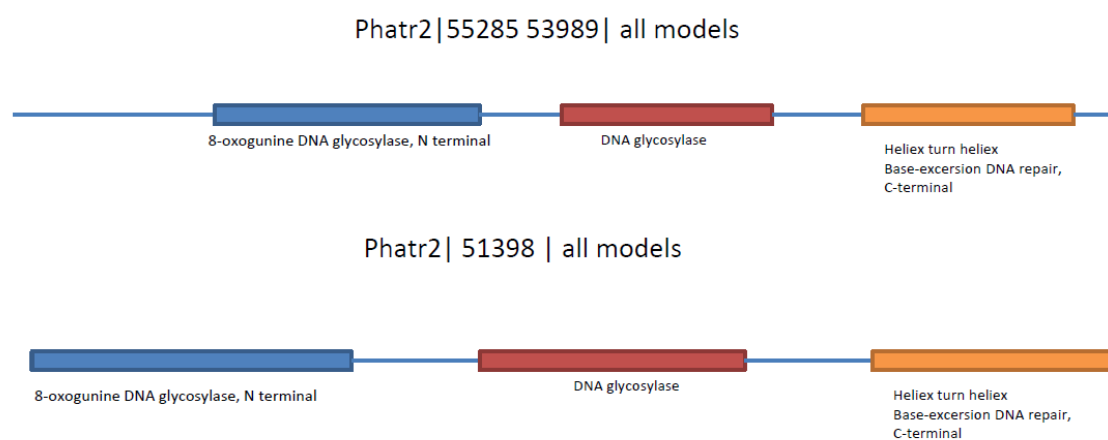 Phatr2|55285 53989| all models
8-oxogunine DNA glycosylase, N terminal
DNA glycosylase
Heliex turn heliex
Base-excersion DNA repair,
C-terminal
Phatr2| 51398 | all models
8-oxogunine DNA glycosylase, N terminal
DNA glycosylase
Heliex turn heliex
Base-excersion DNA repair,
C-terminal